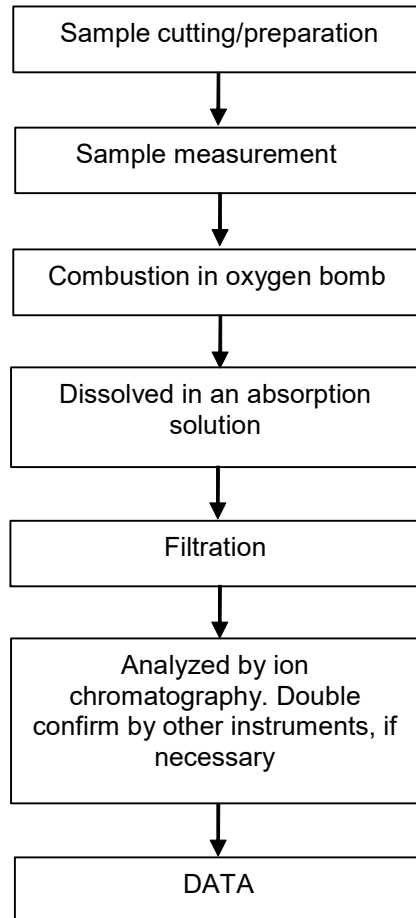 Sample cutting/preparation
Sample measurement
Combustion in oxygen bomb
Dissolved in an absorption
solution
Filtration
Analyzed by ion
chromatography. Double
confirm by other instruments, if
necessary
DATA